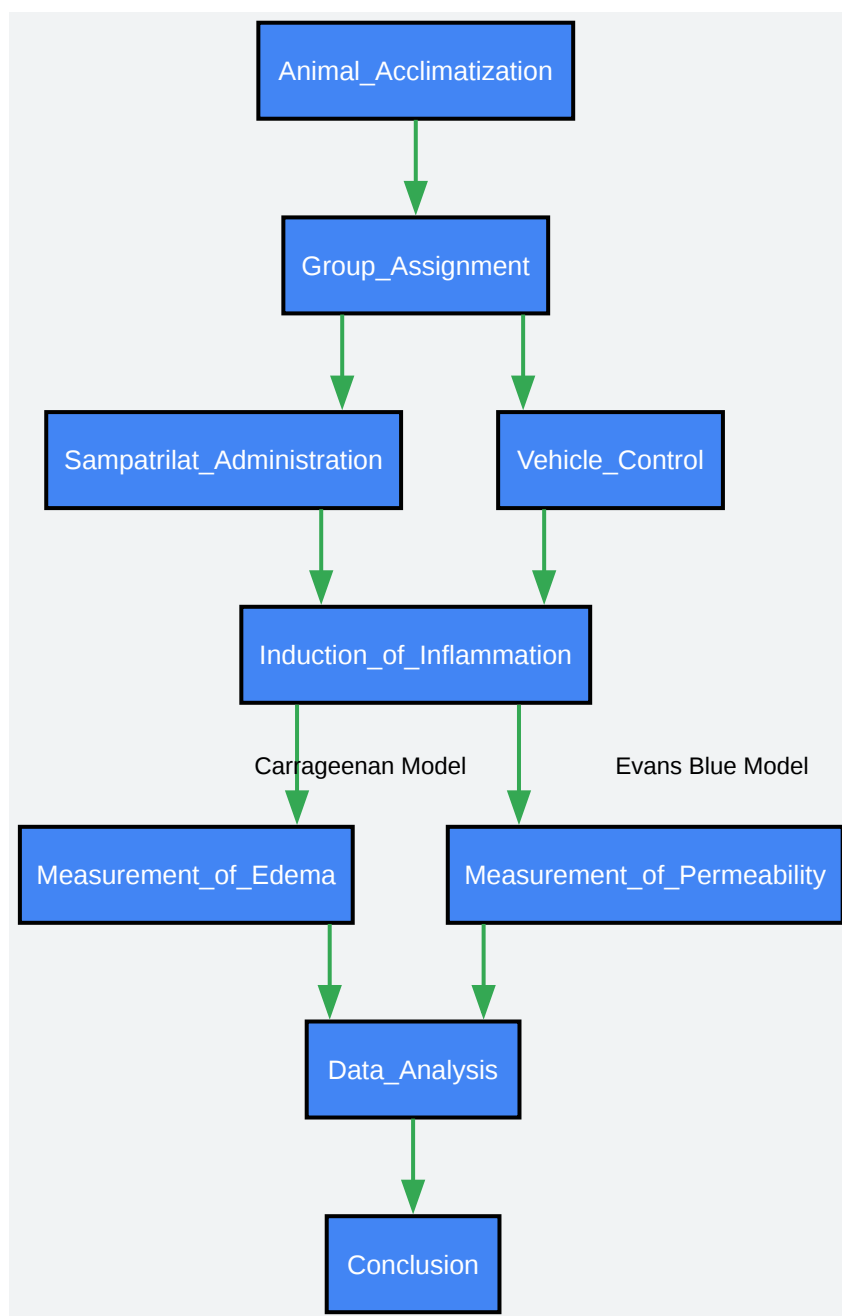 Animal_Acclimatization
Group_Assignment
Sampatrilat_Administration
Vehicle_Control
Induction_of_Inflammation
Carrageenan Model
Evans Blue Model
Measurement_of_Edema
Measurement_of_Permeability
Data_Analysis
Conclusion